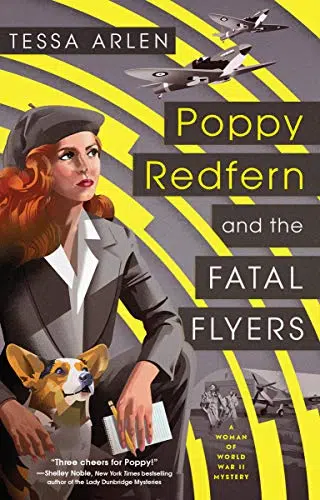 TESSA ARLEN
Poppy
Redfern
and the
FATAL
FLYERS
A
WOMAN
OF
WORLD
WAR II
MYSTERY
"Three cheers for Poppy!"
—Shelley Noble, New York Times bestselling
author of the Lady Dunbridge Mysteries